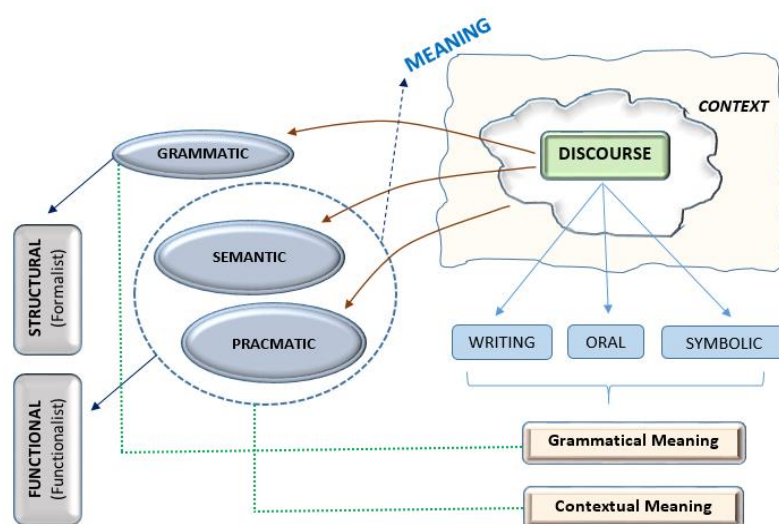 MEANING
CONTEXT
DISCOURSE
GRAMMATIC
SEMANTIC
PRACMATIC
STRUCTURAL
(Formalist)
FUNCTIONAL
(Functionalist)
WRITING
ORAL
SYMBOLIC
Grammatical Meaning
Contextual Meaning